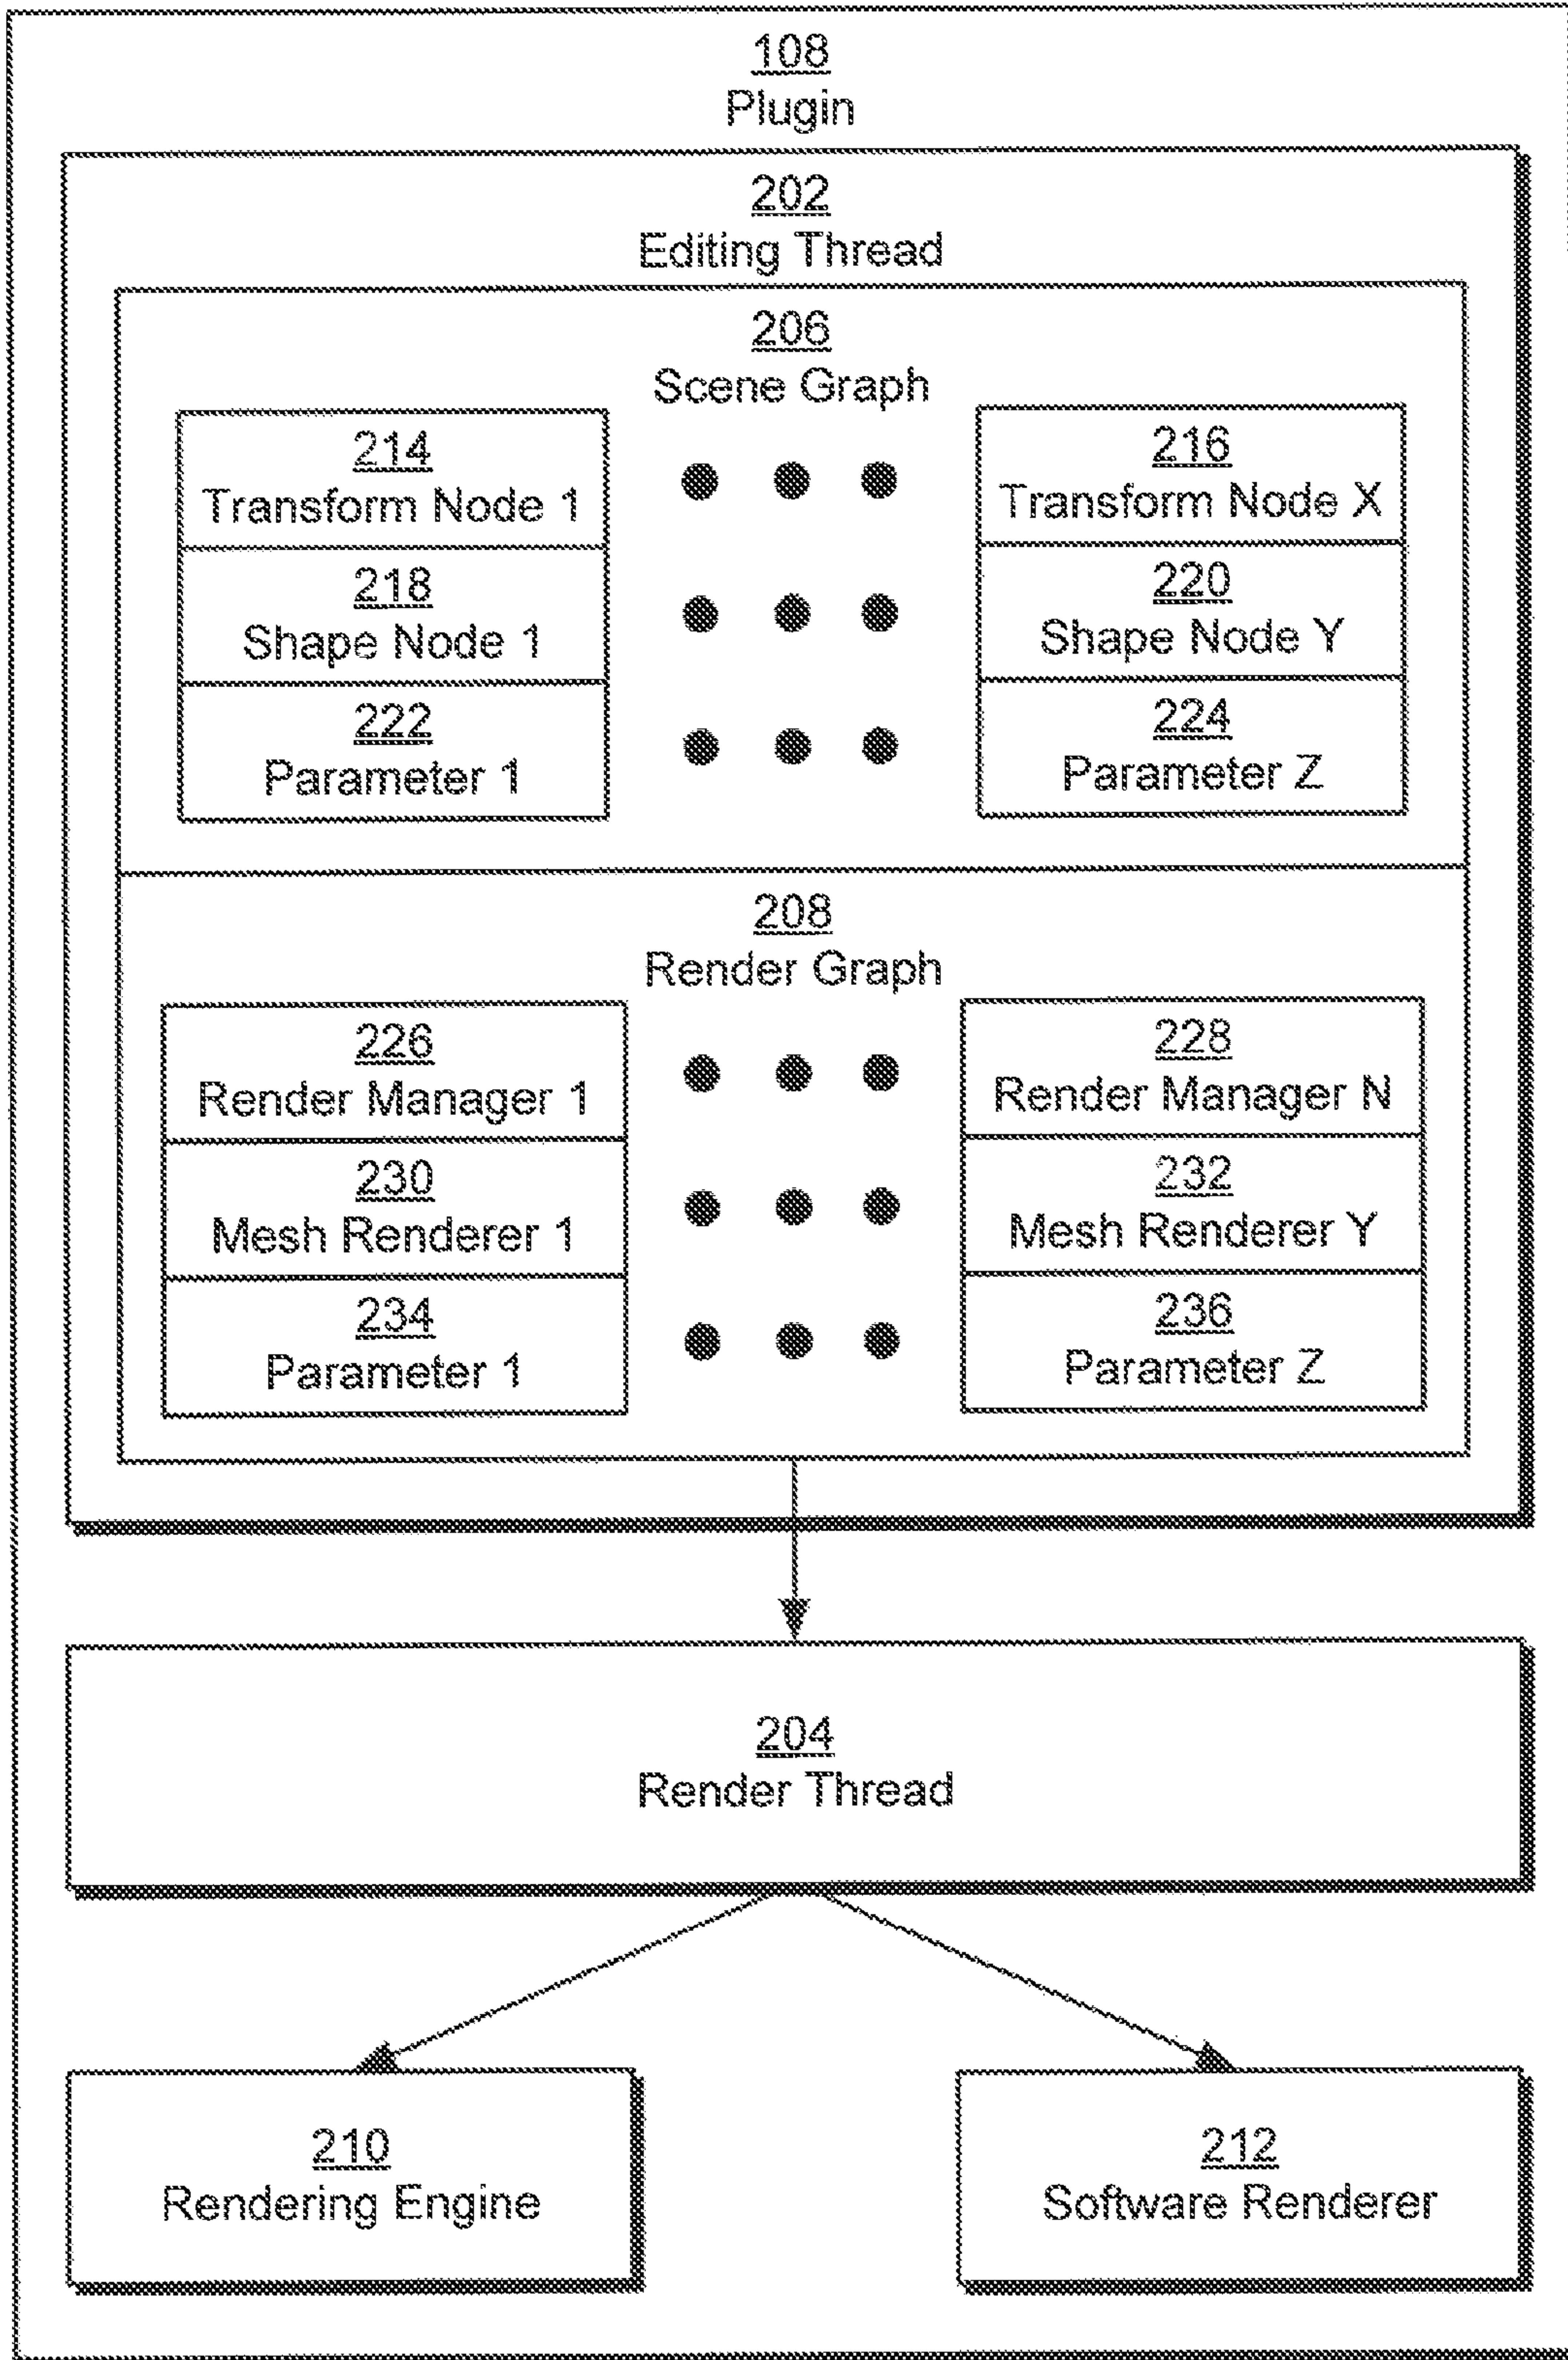 108
Plugin
202
Editing Thread
206
Scene Graph
214
Transform Node 1
216
Transform Node X
218
Shape Node 1
220
Shape Node Y
222
Parameter 1
224
Parameter Z
208
Render Graph
226
Render Manager 1
228
Render Manager N
230
Mesh Renderer 1
232
Mesh Renderer Y
234
Parameter 1
236
Parameter Z
204
Render Thread
210
Rendering Engine
212
Software Renderer